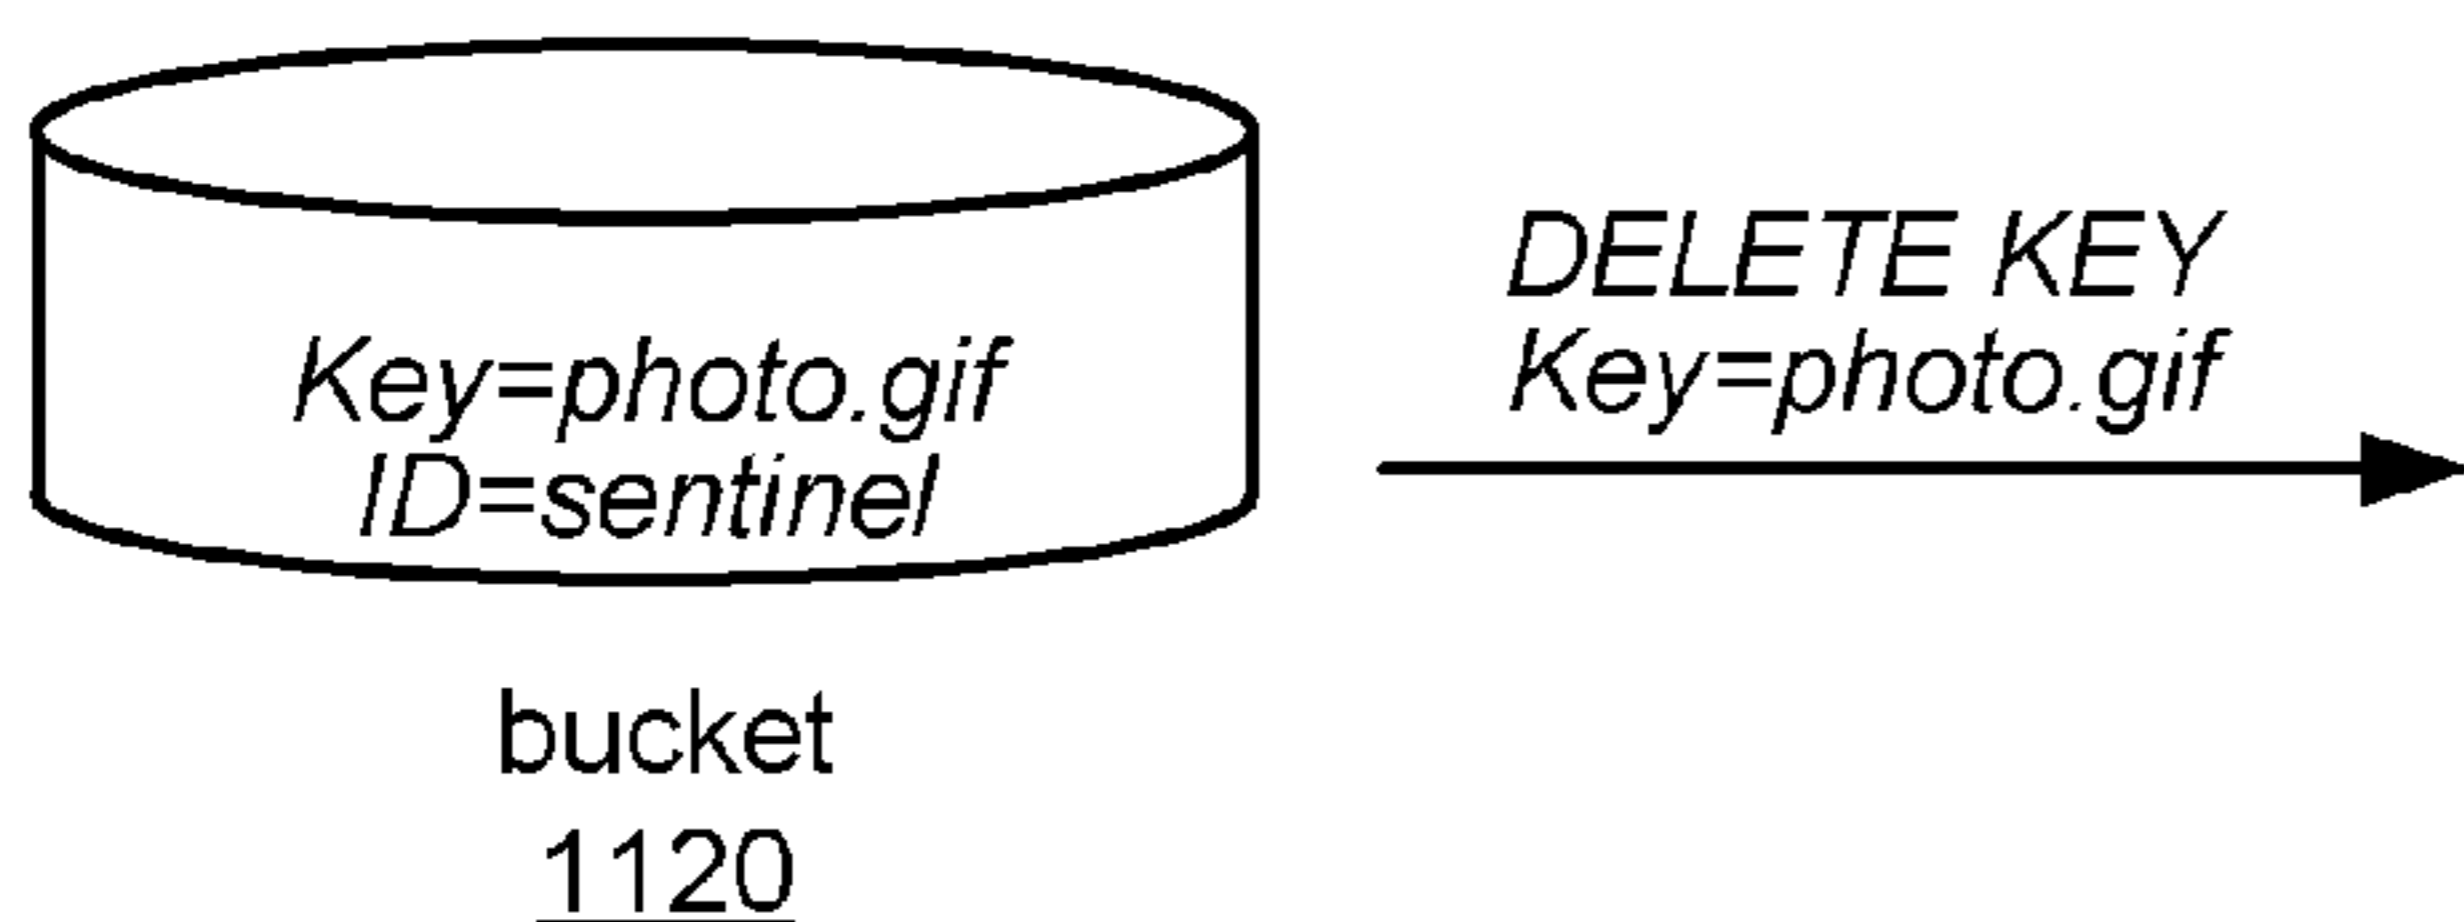 Key=photo.gif
ID=sentinel
bucket
1120
DELETE KEY
Key=photo.gif